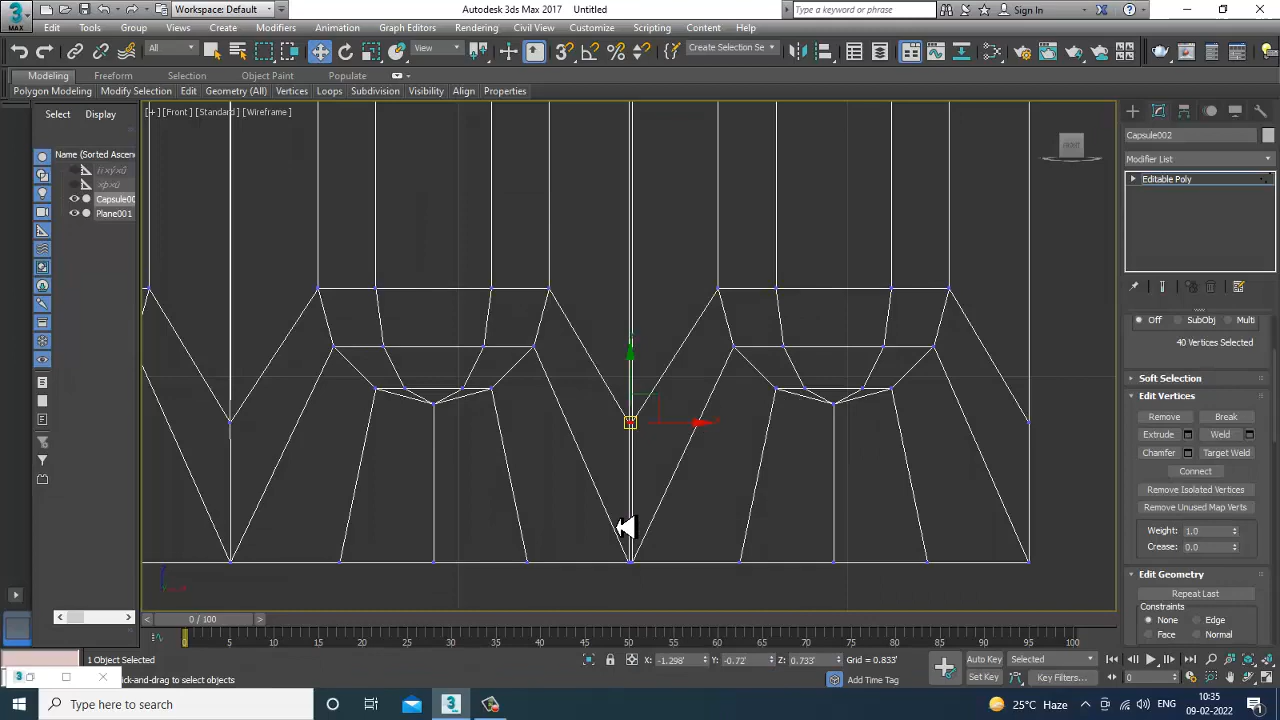 MAX
Workspace: Default
Autodesk 3ds Max 2017 Untitled
Type a keyword or phrase
Sign In
Edit Tools Group Views Create Modifiers Animation Graph Editors Rendering Civil View Customize Scripting Content Help
All
View
Create Selection Se
Modeling Freeform Selection Object Paint Populate
Polygon Modeling Modify Selection Edit Geometry (All) Vertices Loops Subdivision Visibility Align Properties
Select Display
[+] [Front] [Standard] [Wireframe]
FRONT
Name (Sorted Ascen
Capsule00
Plane001
Capsule002
Modifier List
Editable Poly
Off SubObj Multi
40 Vertices Selected
Soft Selection
Edit Vertices
Remove Break
Extrude Weld
Chamfer Target Weld
Connect
Remove Isolated Vertices
Remove Unused Map Verts
Weight: 1.0
Crease: 0.0
Edit Geometry
Repeat Last
Constraints
None Edge
Face Normal
0 / 100
0 5 10 15 20 25 30 35 40 45 50 55 60 65 70 75 80 85 90 95 100
1 Object Selected
X: -1.298' Y: -0.72' Z: 0.733' Grid = 0.833'
Auto Key Selected
ick-and-drag to select objects
Add Time Tag
Set Key Key Filters...
0
Type here to search
25°C Haze
ENG
10:35
09-02-2022